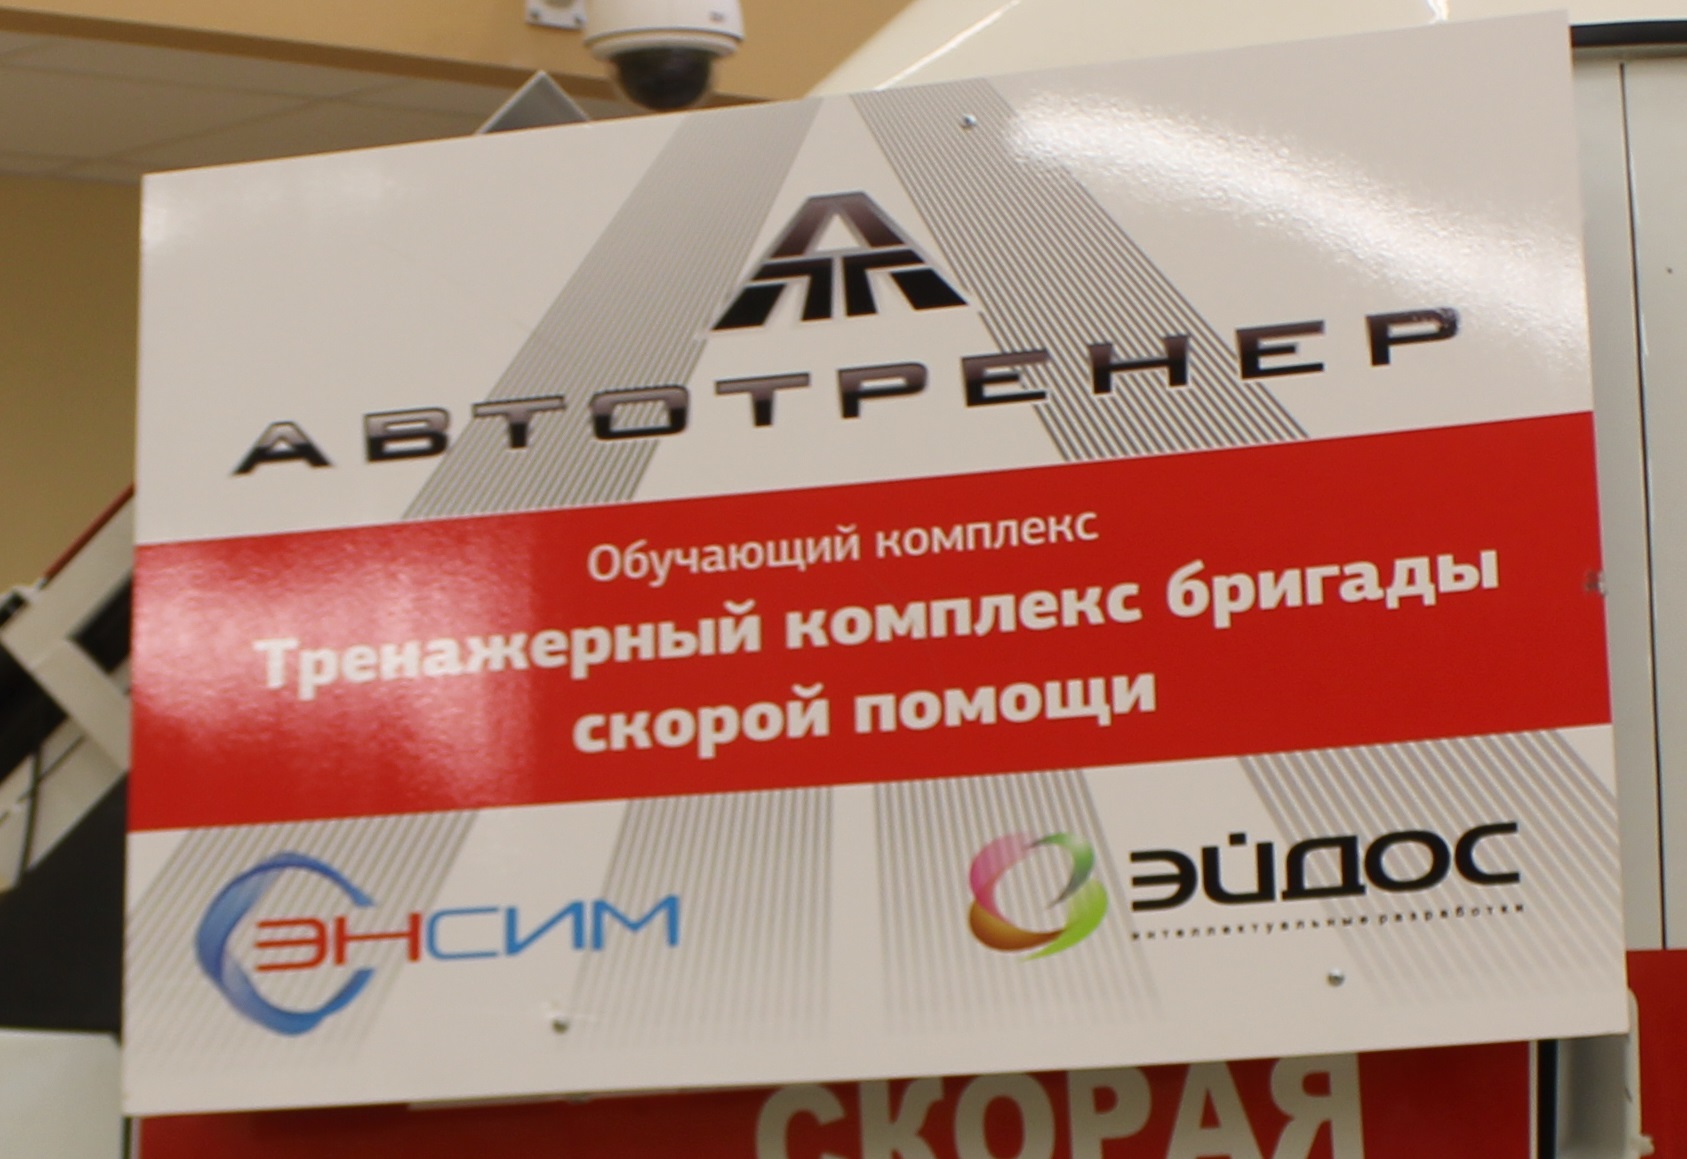 АВТОТРЕНЕР
Обучающий комплекс
Тренажерный комплекс бригады
скорой помощи
ЭНСИМ
ЭЙДОС
интеллектуальные разработки
СКОРАЯ